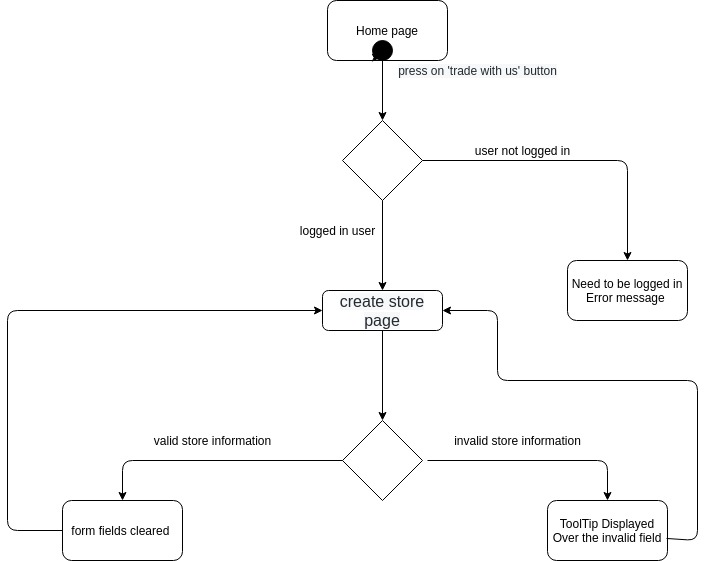 Home page
press on 'trade with us' button
user not logged in
logged in user
Need to be logged in
Error message
create store
page
valid store information
invalid store information
form fields cleared
ToolTip Displayed
Over the invalid field